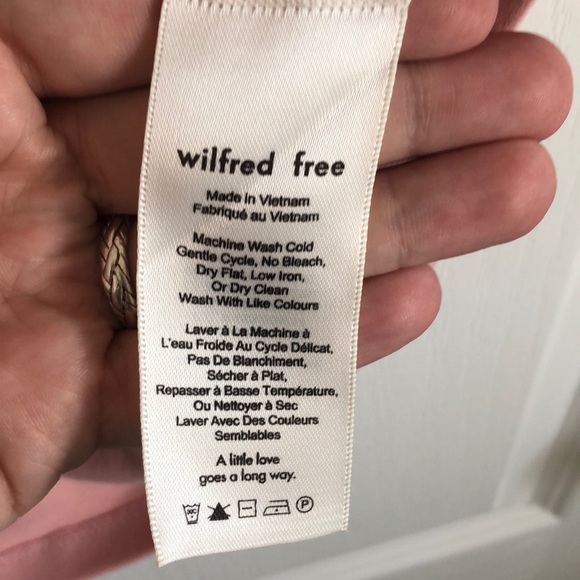 wilfred free
Made in Vietnam
Fabriqué au Vietnam
Machine Wash Cold
Gentle Cycle, No Bleach,
Dry Flat, Low Iron,
Or Dry Clean
Wash With Like Colours
Laver à La Machine à
L'eau Froide Au Cycle Délicat,
Pas De Blanchiment,
Sécher à Plat,
Repasser à Basse Température,
Ou Nettoyer à Sec
Laver Avec Des Couleurs
Semblables
A little love
goes a long way.
30C P